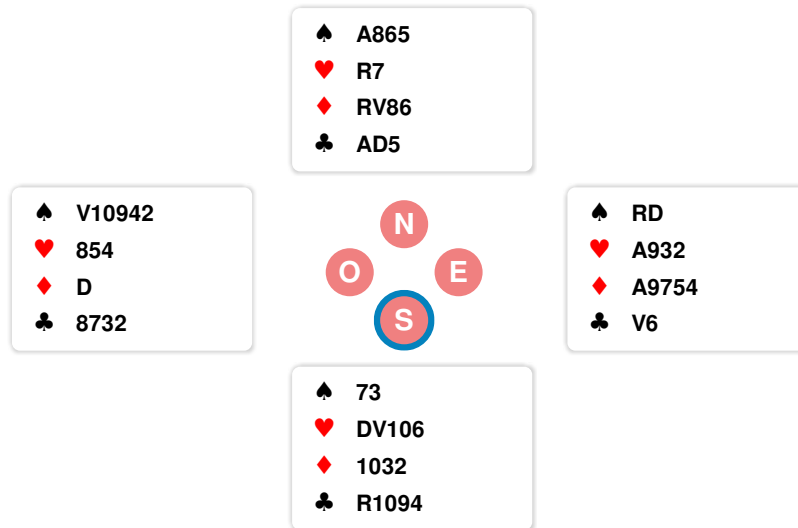 ♠ A865
♥ R7
♦ RV86
♣ AD5
♠ V10942
♥ 854
♦ D
♣ 8732
N
O E
S
♠ RD
♥ A932
♦ A9754
♣ V6
♠ 73
♥ DV106
♦ 1032
♣ R1094